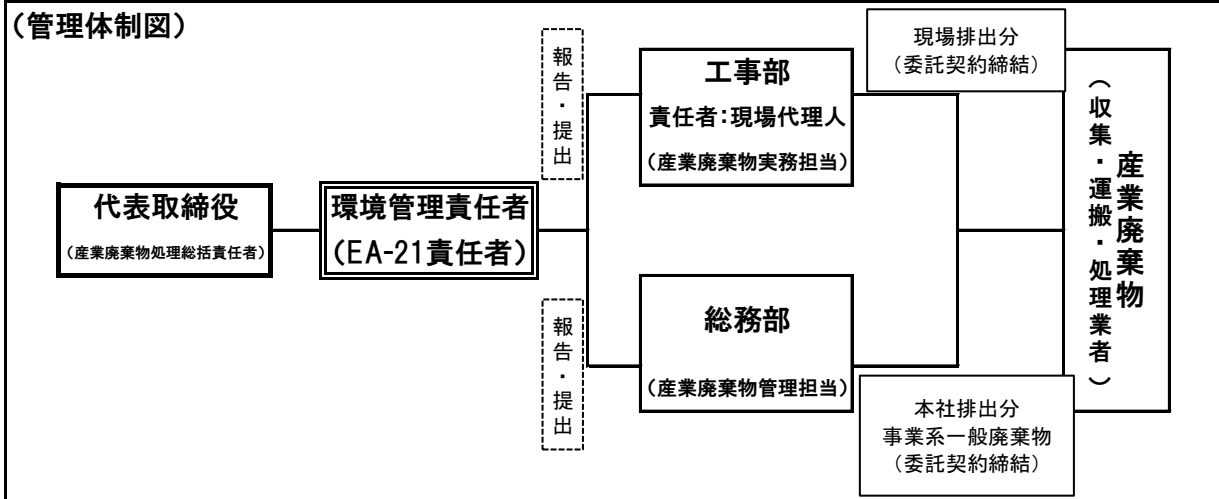 （管理体制図）
代表取締役
（産業廃棄物処理総括責任者）
環境管理責任者
（EA-21責任者）
報告・提出
工事部
責任者：現場代理人
（産業廃棄物実務担当）
現場排出分
（委託契約締結）
報告・提出
総務部
（産業廃棄物管理担当）
本社排出分
事業系一般廃棄物
（委託契約締結）
産業廃棄物
（収集・運搬・処理業者）